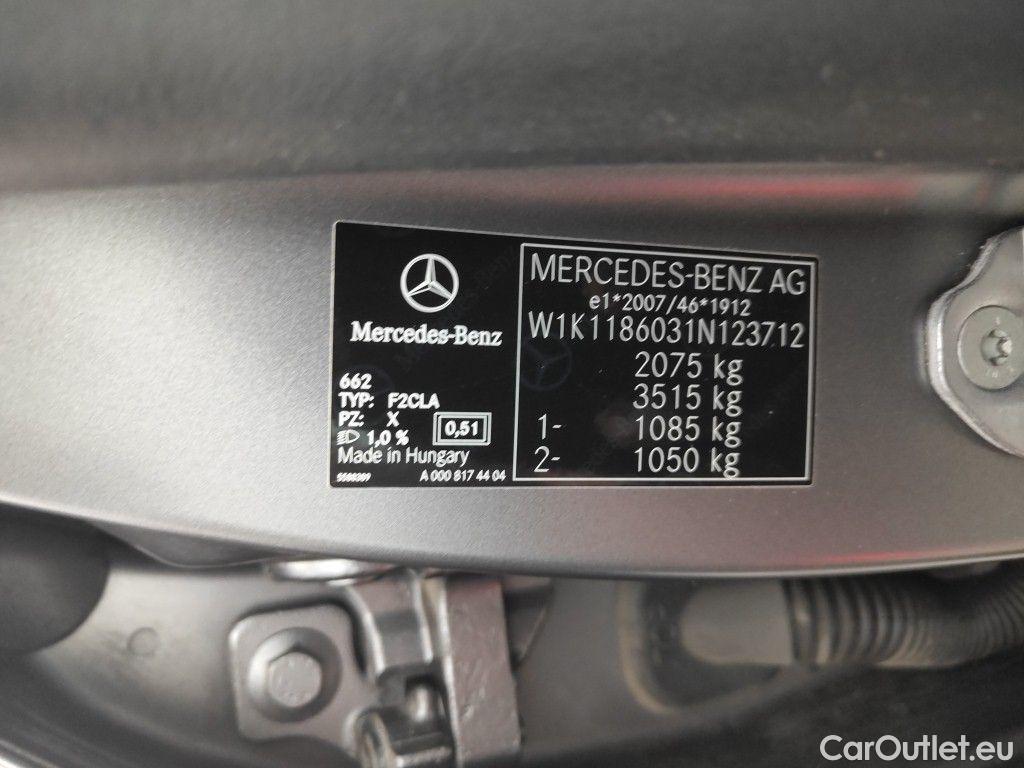 Mercedes-Benz
662
TYP: F2CLA
PZ: X
1,0 %
0,51
Made in Hungary
A 000 817 44 04
MERCEDES-BENZ AG
e1*2007/46*1912
W1K1186031N123712
2075 kg
3515 kg
1- 1085 kg
2- 1050 kg
CarOutlet.eu